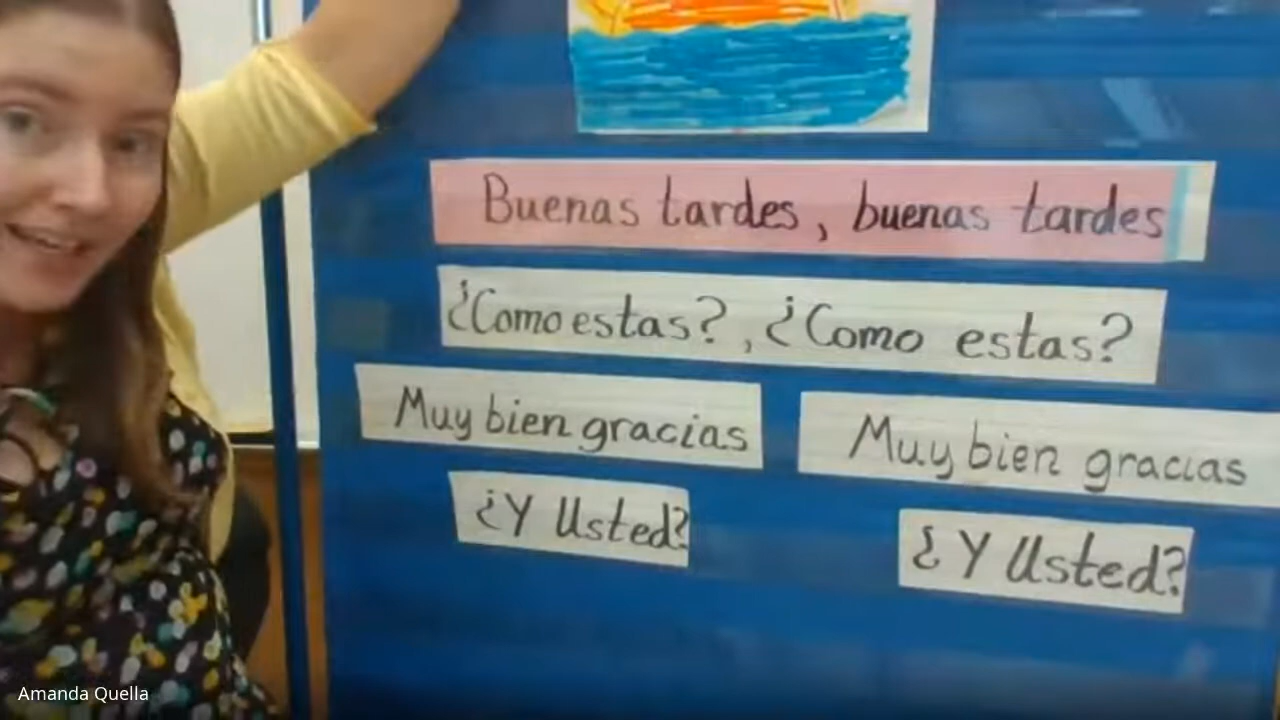 Buenas tardes, buenas tardes
¿Como estas?, ¿Como estas?
Muy bien gracias Muy bien gracias
¿Y Usted? ¿Y Usted?
Amanda Quella